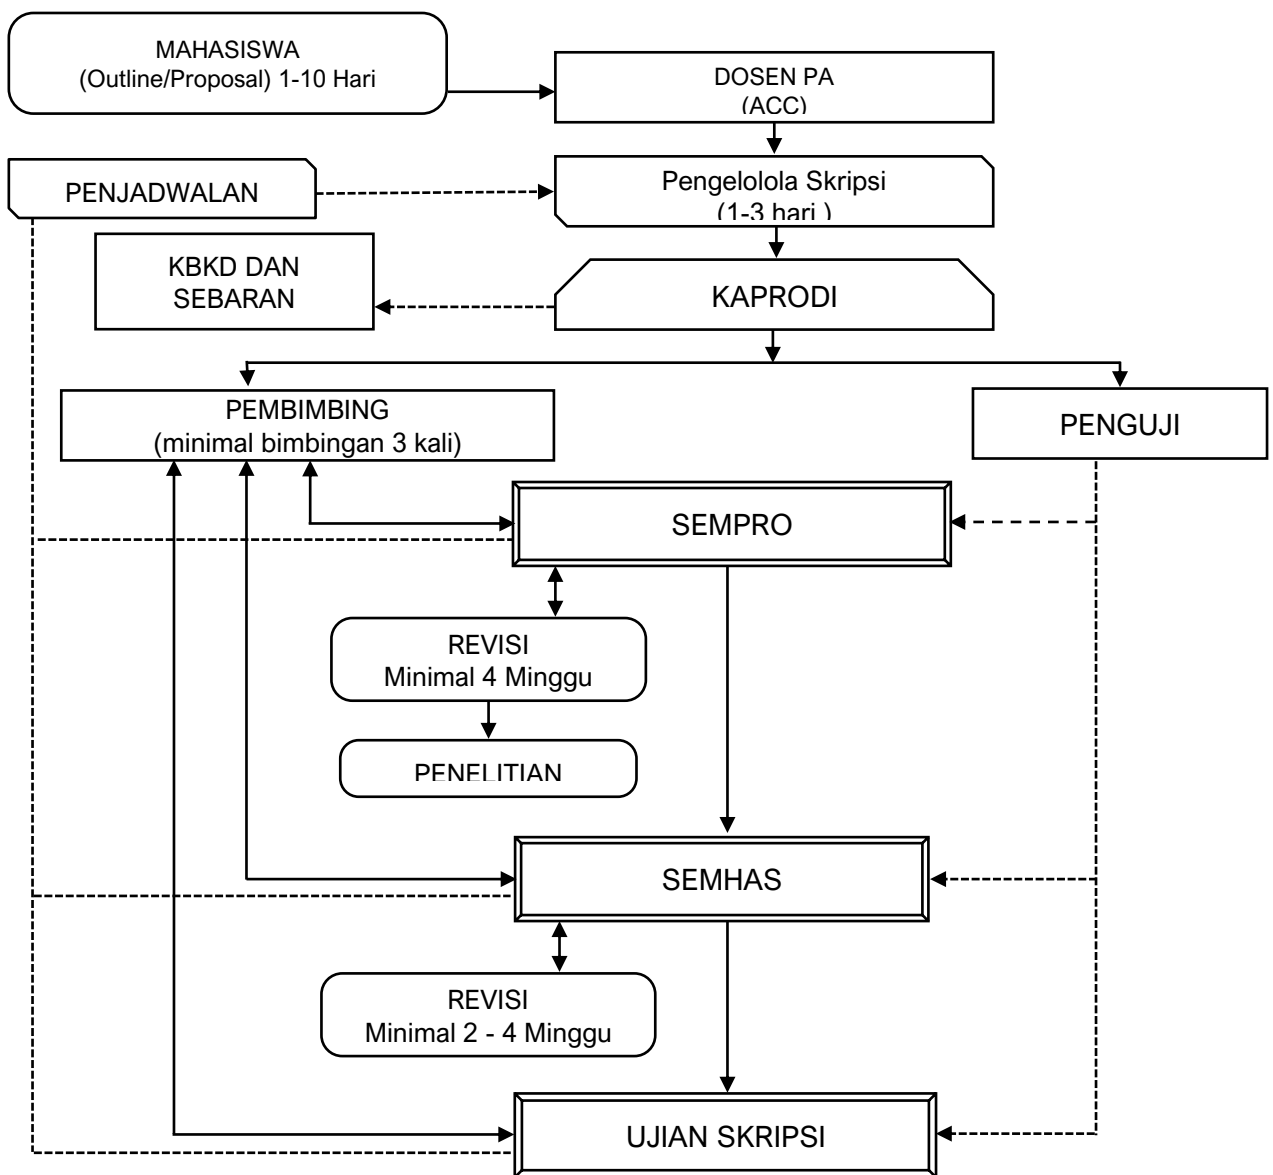 MAHASISWA
(Outline/Proposal) 1-10 Hari
DOSEN PA
(ACC)
PENJADWALAN
Pengelolola Skripsi
(1-3 hari )
KBKD DAN
SEBARAN
KAPRODI
PEMBIMBING
(minimal bimbingan 3 kali)
PENGUJI
SEMPRO
REVISI
Minimal 4 Minggu
PENELITIAN
SEMHAS
REVISI
Minimal 2 - 4 Minggu
UJIAN SKRIPSI